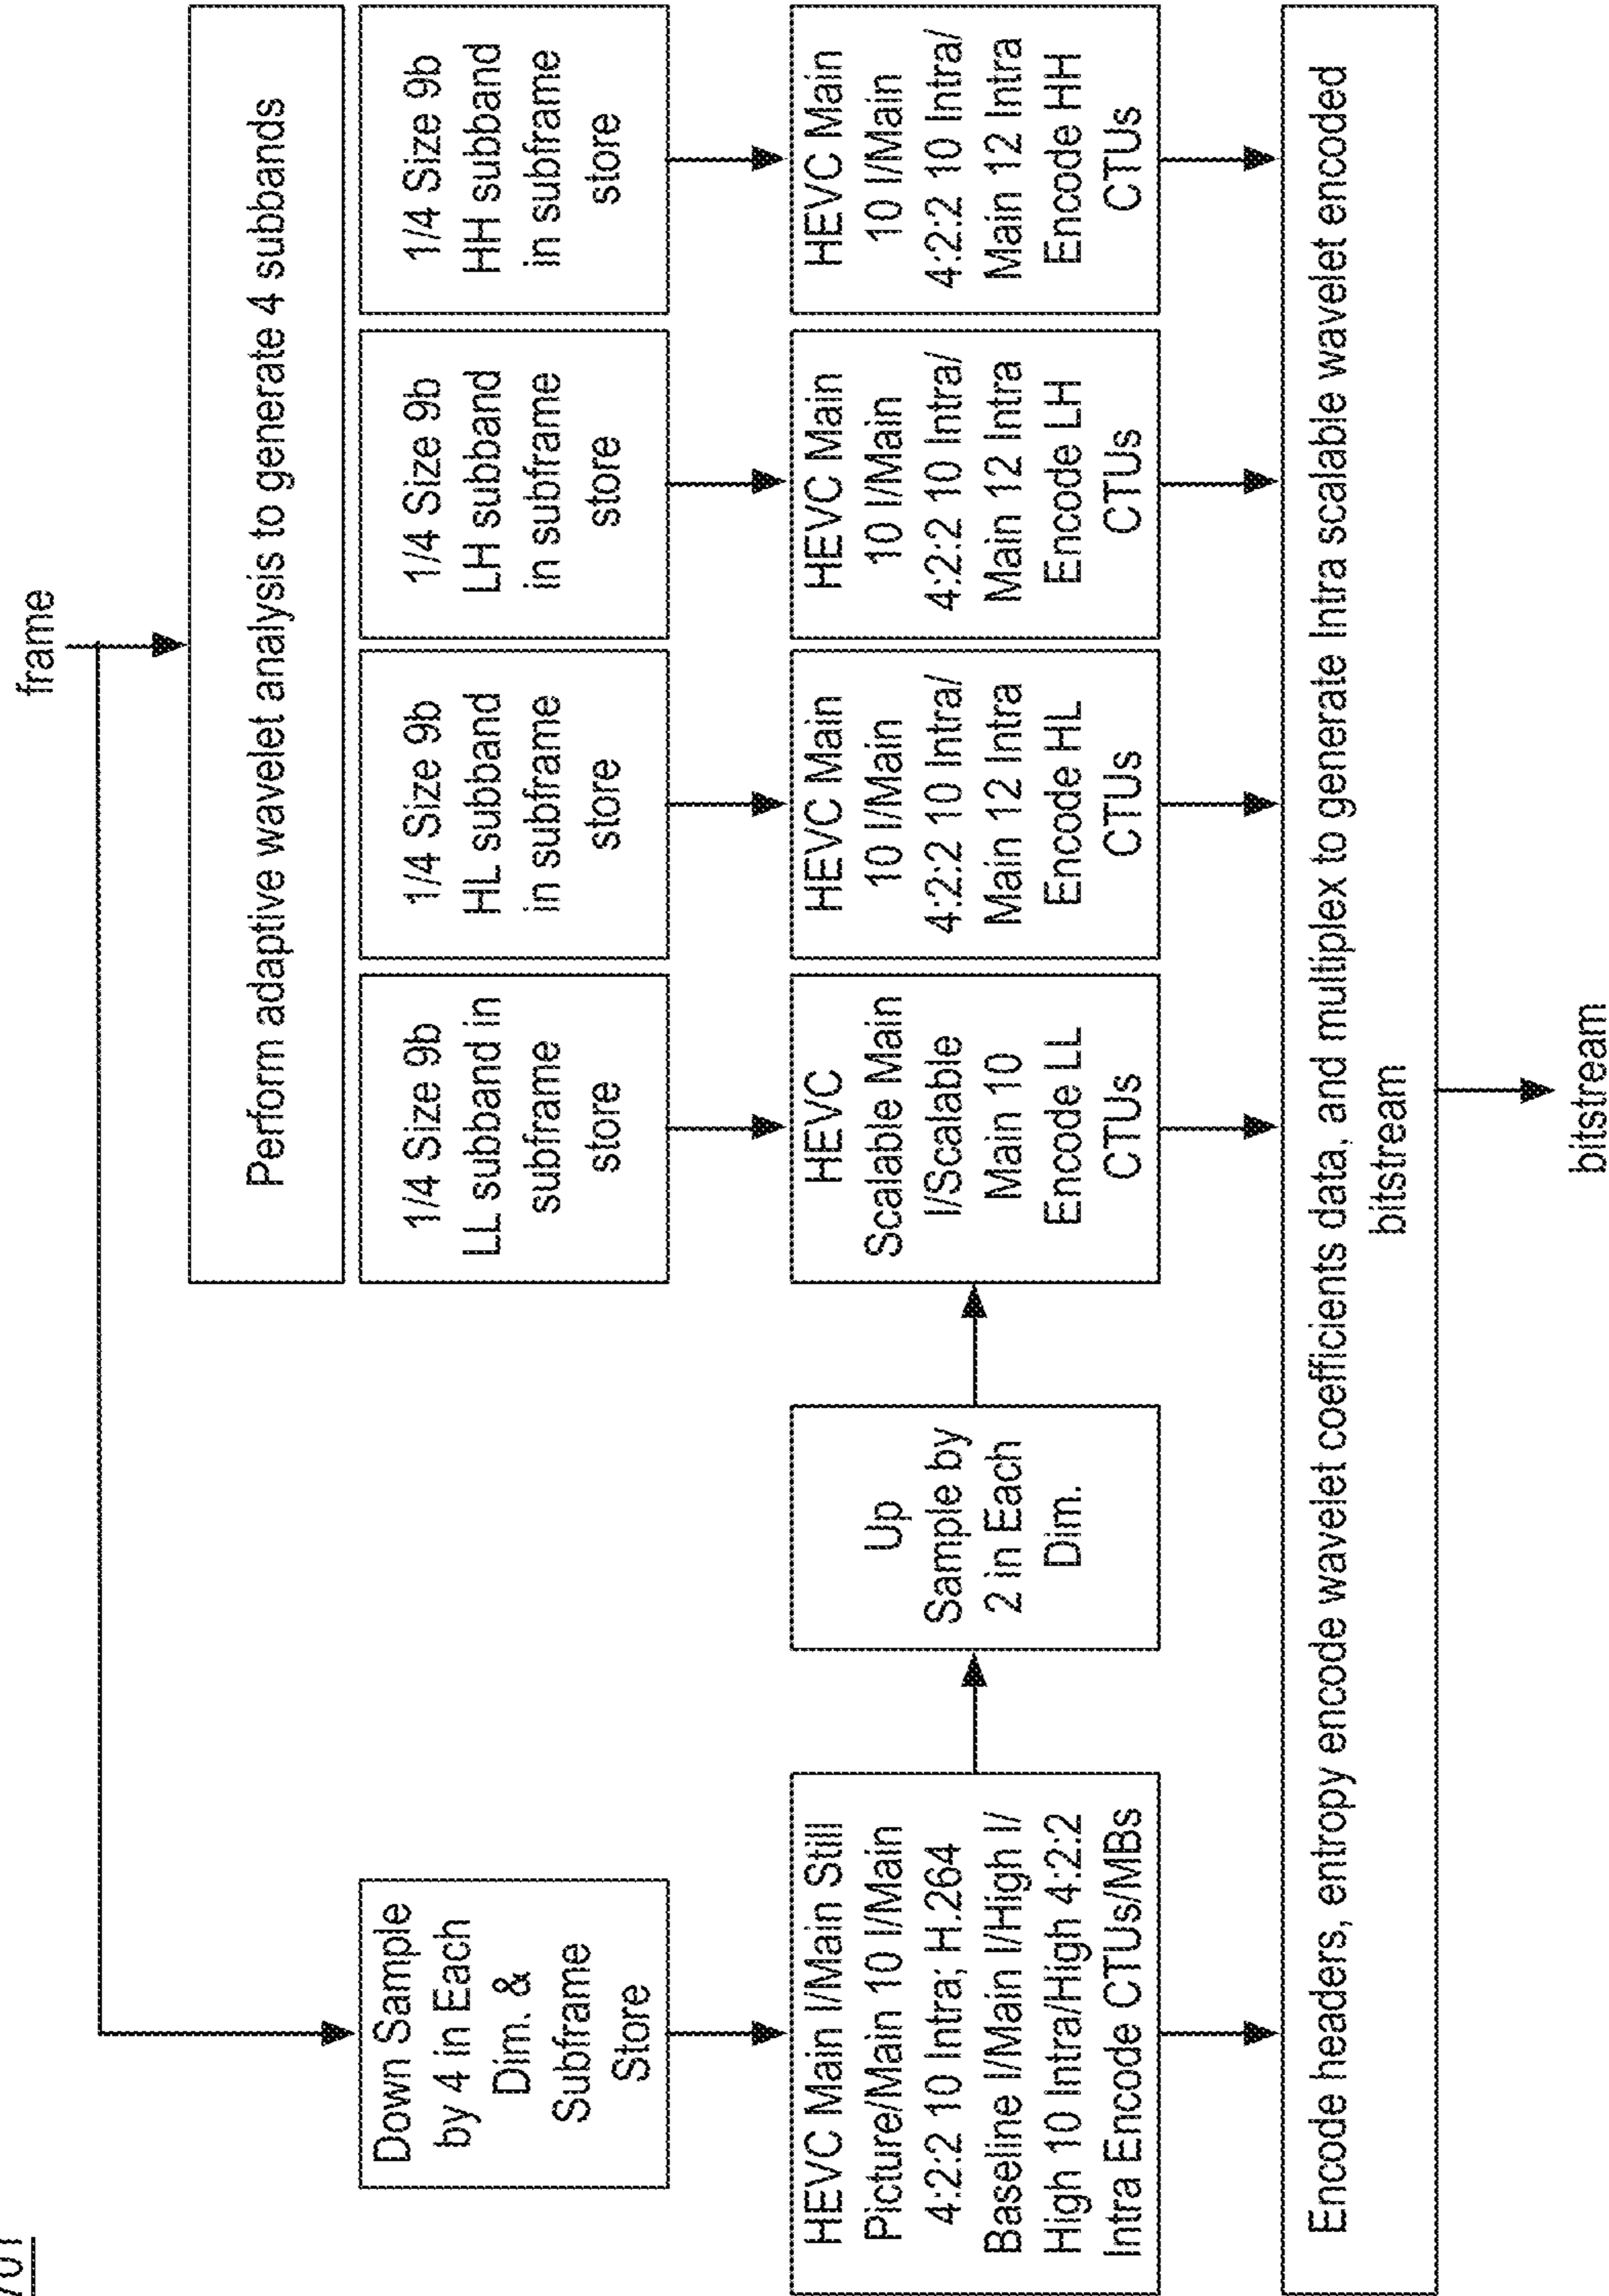 frame
Perform adaptive wavelet analysis to generate 4 subbands
Down Sample
by 4 in Each
Dim. &
Subframe
Store
1/4 Size 9b
LL subband in
subframe
store
1/4 Size 9b
HL subband
in subframe
store
1/4 Size 9b
LH subband
in subframe
store
1/4 Size 9b
HH subband
in subframe
store
HEVC Main I/Main Still
Picture/Main 10 I/Main
4:2:2 10 Intra; H.264
Baseline I/Main I/High I/
High 10 Intra/High 4:2:2
Intra Encode CTUs/MBs
Up
Sample by
2 in Each
Dim.
HEVC
Scalable Main
I/Scalable
Main 10
Encode LL
CTUs
HEVC Main
10 I/Main
4:2:2 10 Intra/
Main 12 Intra
Encode HL
CTUs
HEVC Main
10 I/Main
4:2:2 10 Intra/
Main 12 Intra
Encode LH
CTUs
HEVC Main
10 I/Main
4:2:2 10 Intra/
Main 12 Intra
Encode HH
CTUs
Encode headers, entropy encode wavelet coefficients data, and multiplex to generate Intra scalable wavelet encoded
bitstream
bitstream